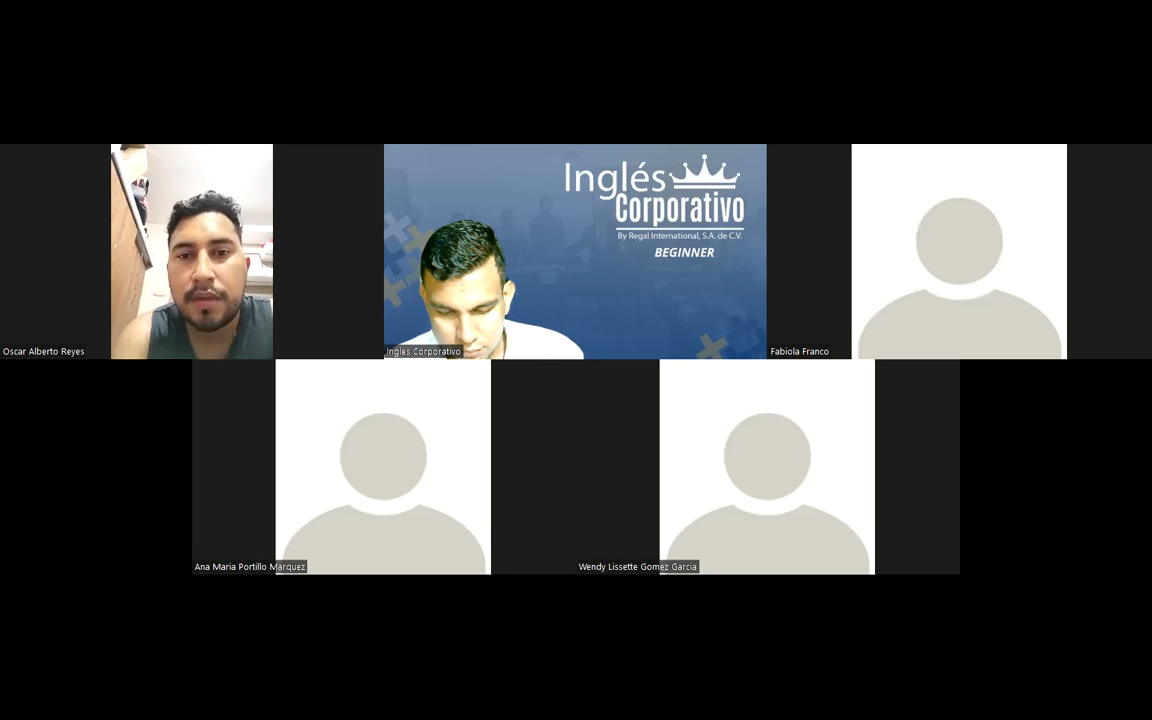 Inglés
Corporativo
By Regal International, S.A. de C.V.
BEGINNER
Oscar Alberto Reyes
Ingles Corporativo
Fabiola Franco
Ana Maria Portillo Marquez
Wendy Lissette Gomez Garcia